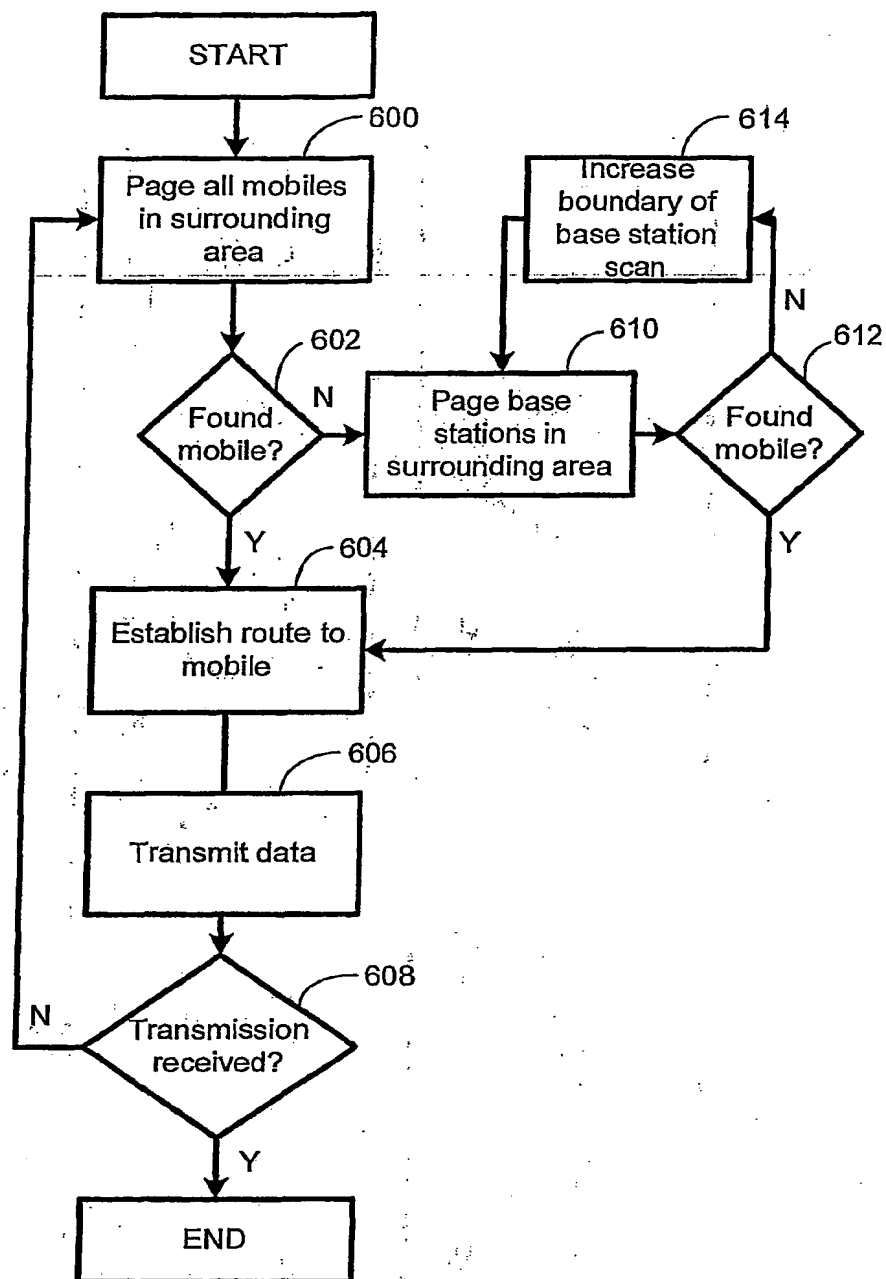 START
600
Page all mobiles
in surrounding
area
614
Increase
boundary of
base station
scan
N
602
Found
mobile?
N
610
Page base
stations in
surrounding area
612
Found
mobile?
Y
Y
604
Establish route to
mobile
606
Transmit data
608
Transmission
received?
N
Y
END